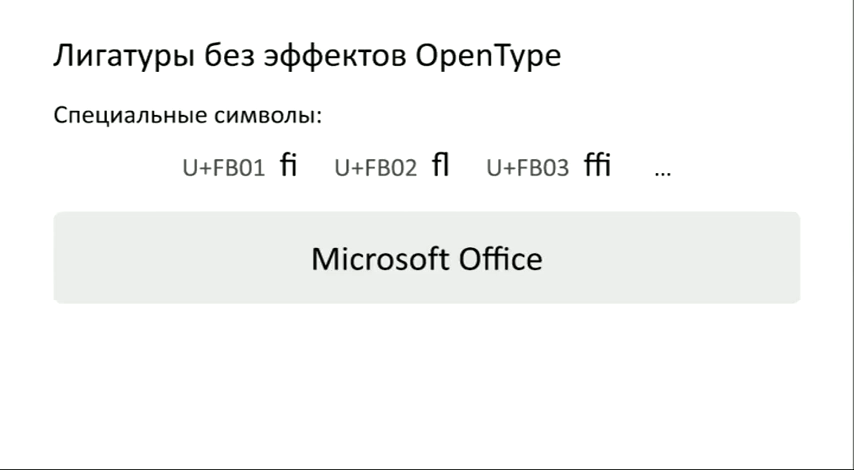 Лигатуры без эффектов OpenType
Специальные символы:
U+FB01 ﬁ U+FB02 ﬂ U+FB03 ﬃ ...
Microsoft Oﬃce